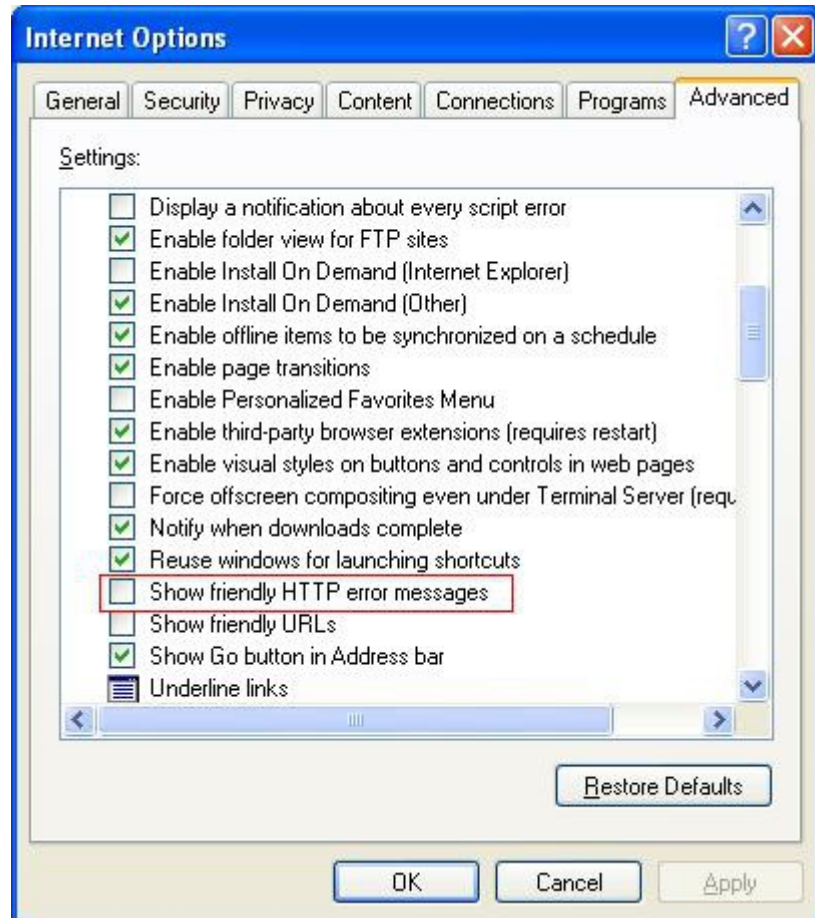 Internet Options
General Security Privacy Content Connections Programs Advanced
Settings:
Display a notification about every script error
Enable folder view for FTP sites
Enable Install On Demand (Internet Explorer)
Enable Install On Demand (Other)
Enable offline items to be synchronized on a schedule
Enable page transitions
Enable Personalized Favorites Menu
Enable third-party browser extensions (requires restart)
Enable visual styles on buttons and controls in web pages
Force offscreen compositing even under Terminal Server (requ
Notify when downloads complete
Reuse windows for launching shortcuts
Show friendly HTTP error messages
Show friendly URLs
Show Go button in Address bar
Underline links
Restore Defaults
OK Cancel Apply